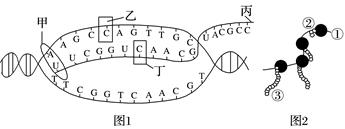 乙
丙
甲
②
①
A A G C C A G T T G C U A C G C C
U U C G G U C A A C G
丁
T T C G G T C A A C G T
③
图1
图2